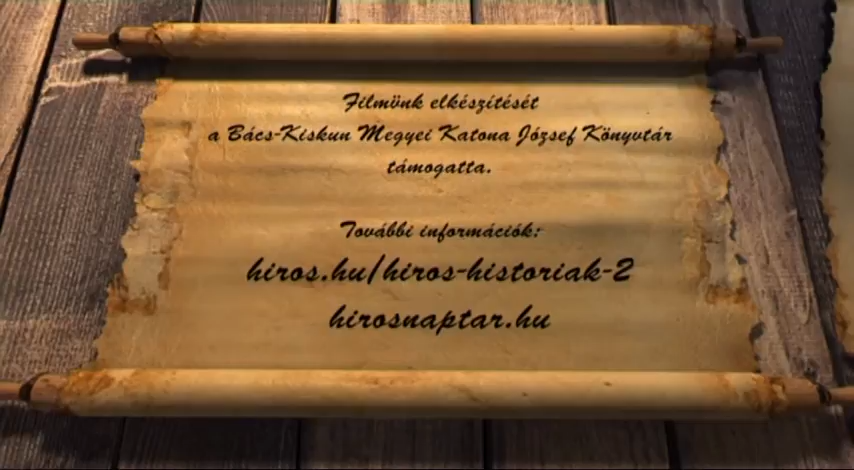 Filmünk elkészítését
a Bács-Kiskun Megyei Katona József Könyvtár
támogatta.
További információk:
hiros.hu/hiros-historiak-2
hirosnaptar.hu